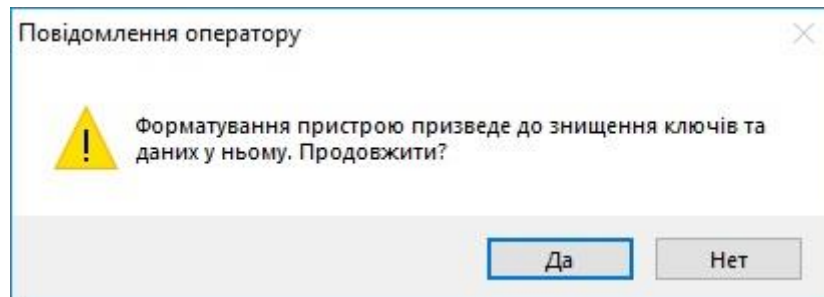 Повідомлення оператору
Форматування пристрою призведе до знищення ключів та
даних у ньому. Продовжити?
Да
Нет